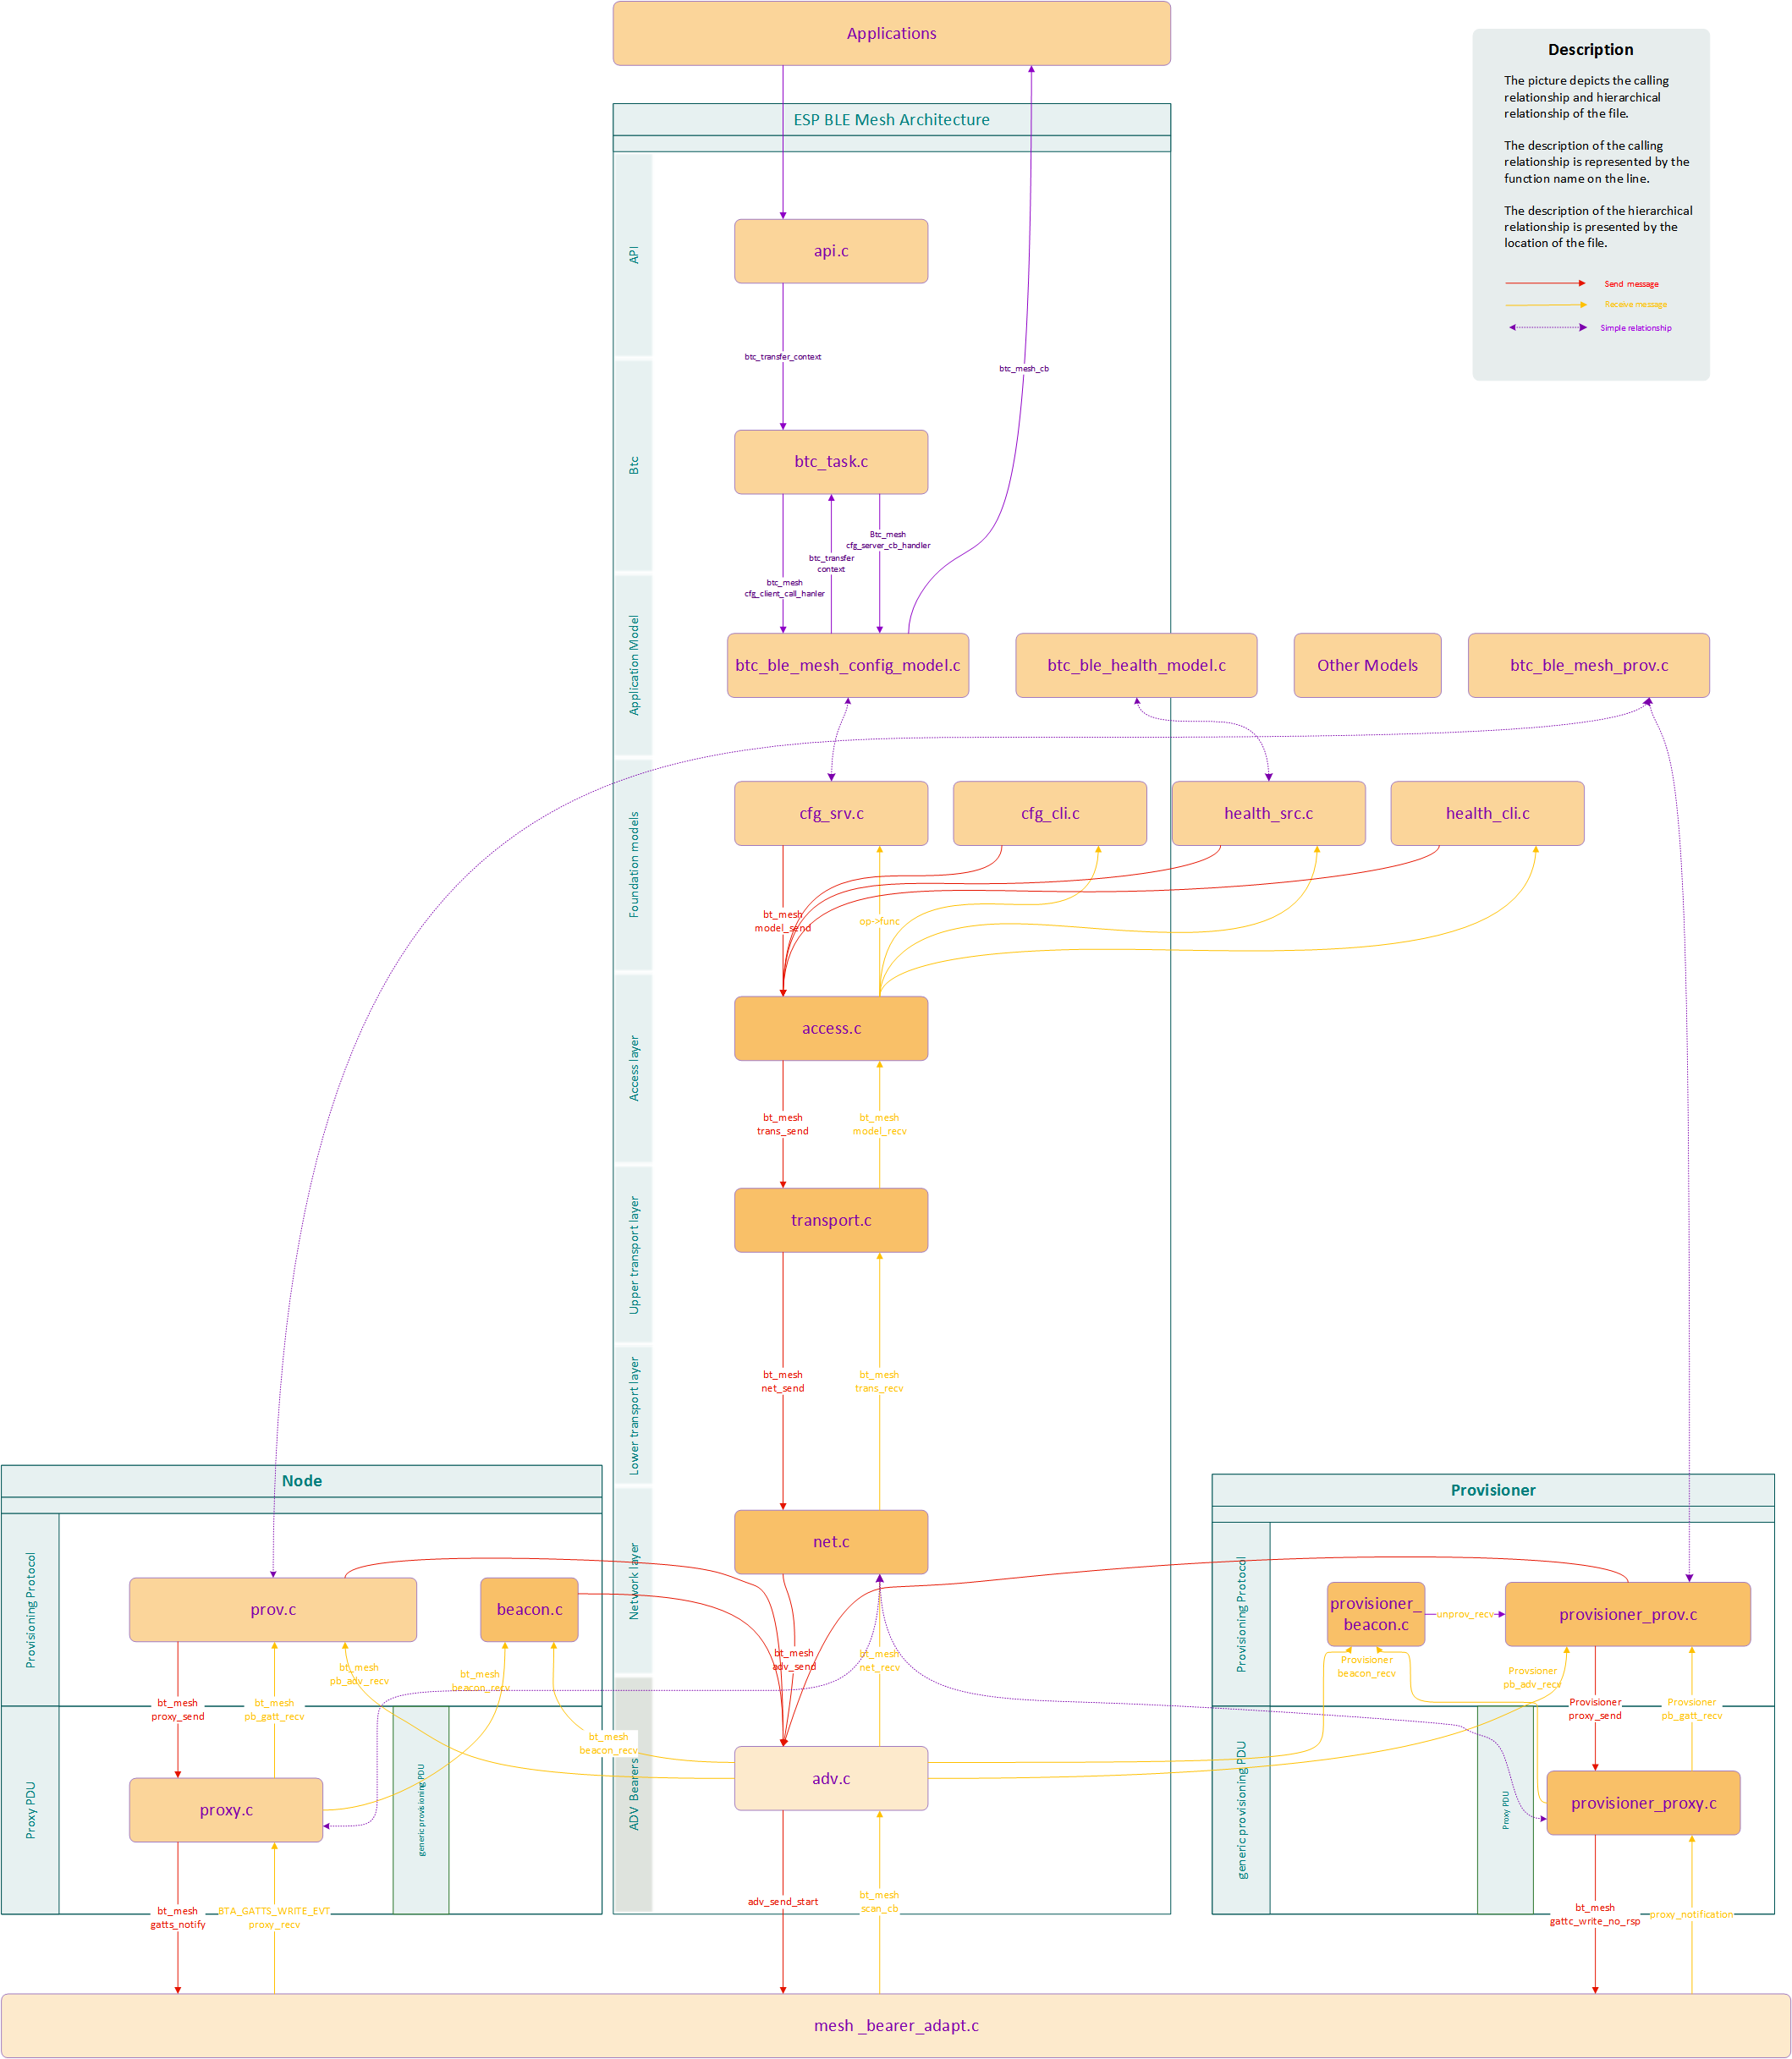 Applications
Description
The picture depicts the calling
relationship and hierarchical
relationship of the file.
The description of the calling
relationship is represented by the
function name on the line.
The description of the hierarchical
relationship is presented by the
location of the file.
Send message
Receive message
Simple relationship
ESP BLE Mesh Architecture
API
api.c
btc_transfer_context
btc_mesh_cb
Btc
btc_task.c
Btc_mesh
cfg_server_cb_handler
btc_transfer
context
btc_mesh
cfg_client_call_hanler
Application Model
btc_ble_mesh_config_model.c
btc_ble_health_model.c
Other Models
btc_ble_mesh_prov.c
Foundation models
cfg_srv.c
cfg_cli.c
health_src.c
health_cli.c
bt_mesh
model_send
op->func
Access layer
access.c
bt_mesh
trans_send
bt_mesh
model_recv
Upper transport layer
transport.c
Lower transport layer
bt_mesh
net_send
bt_mesh
trans_recv
Network layer
net.c
bt_mesh
adv_send
bt_mesh
net_recv
ADV Bearers
adv.c
adv_send_start
bt_mesh
scan_cb
Node
Provisioning Protocol
prov.c
beacon.c
bt_mesh
pb_adv_recv
bt_mesh
beacon_recv
bt_mesh
proxy_send
bt_mesh
pb_gatt_recv
bt_mesh
beacon_recv
Proxy PDU
generic provisioning PDU
proxy.c
bt_mesh
gatts_notify
BTA_GATTS_WRITE_EVT
proxy_recv
Provisioner
Provisioning Protocol
provisioner_
beacon.c
unprov_recv
provisioner_prov.c
Provisioner
beacon_recv
Provsioner
pb_adv_recv
Provisioner
proxy_send
Provsioner
pb_gatt_recv
generic provisioning PDU
Proxy PDU
provisioner_proxy.c
bt_mesh
gattc_write_no_rsp
proxy_notification
mesh _bearer_adapt.c